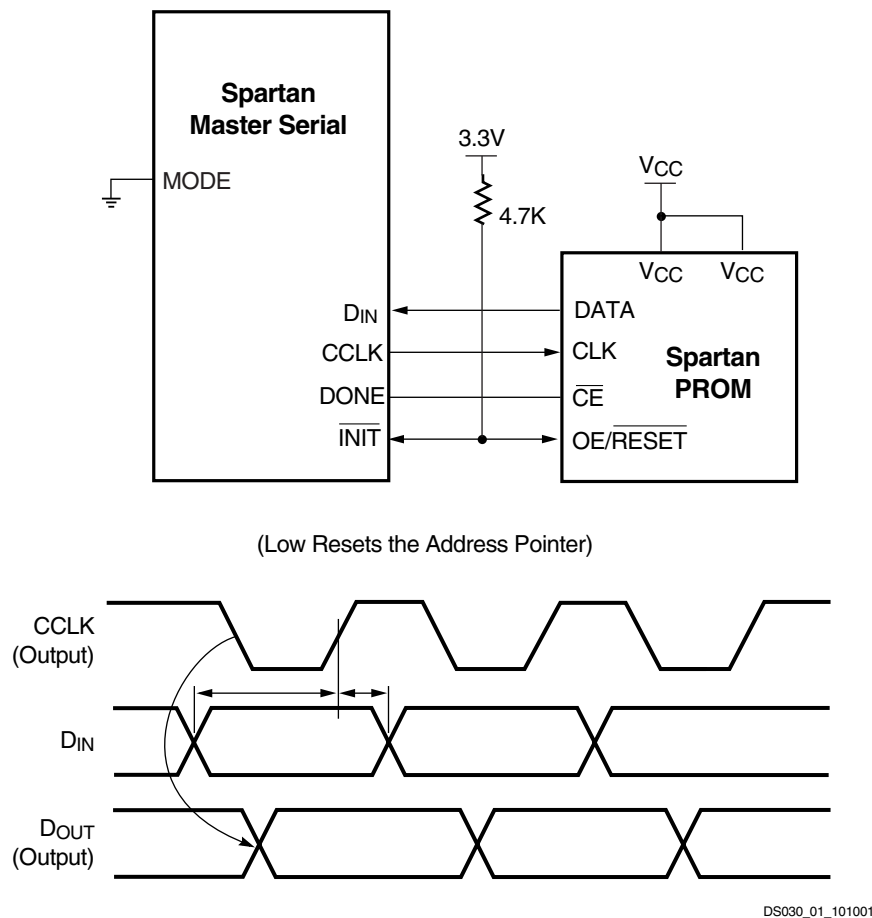 Spartan
Master Serial
MODE
3.3V
4.7K
VCC
VCC VCC
DIN
CCLK
DONE
INIT
DATA
CLK
CE
OE/RESET
Spartan
PROM
(Low Resets the Address Pointer)
CCLK
(Output)
DIN
DOUT
(Output)
DS030_01_101001